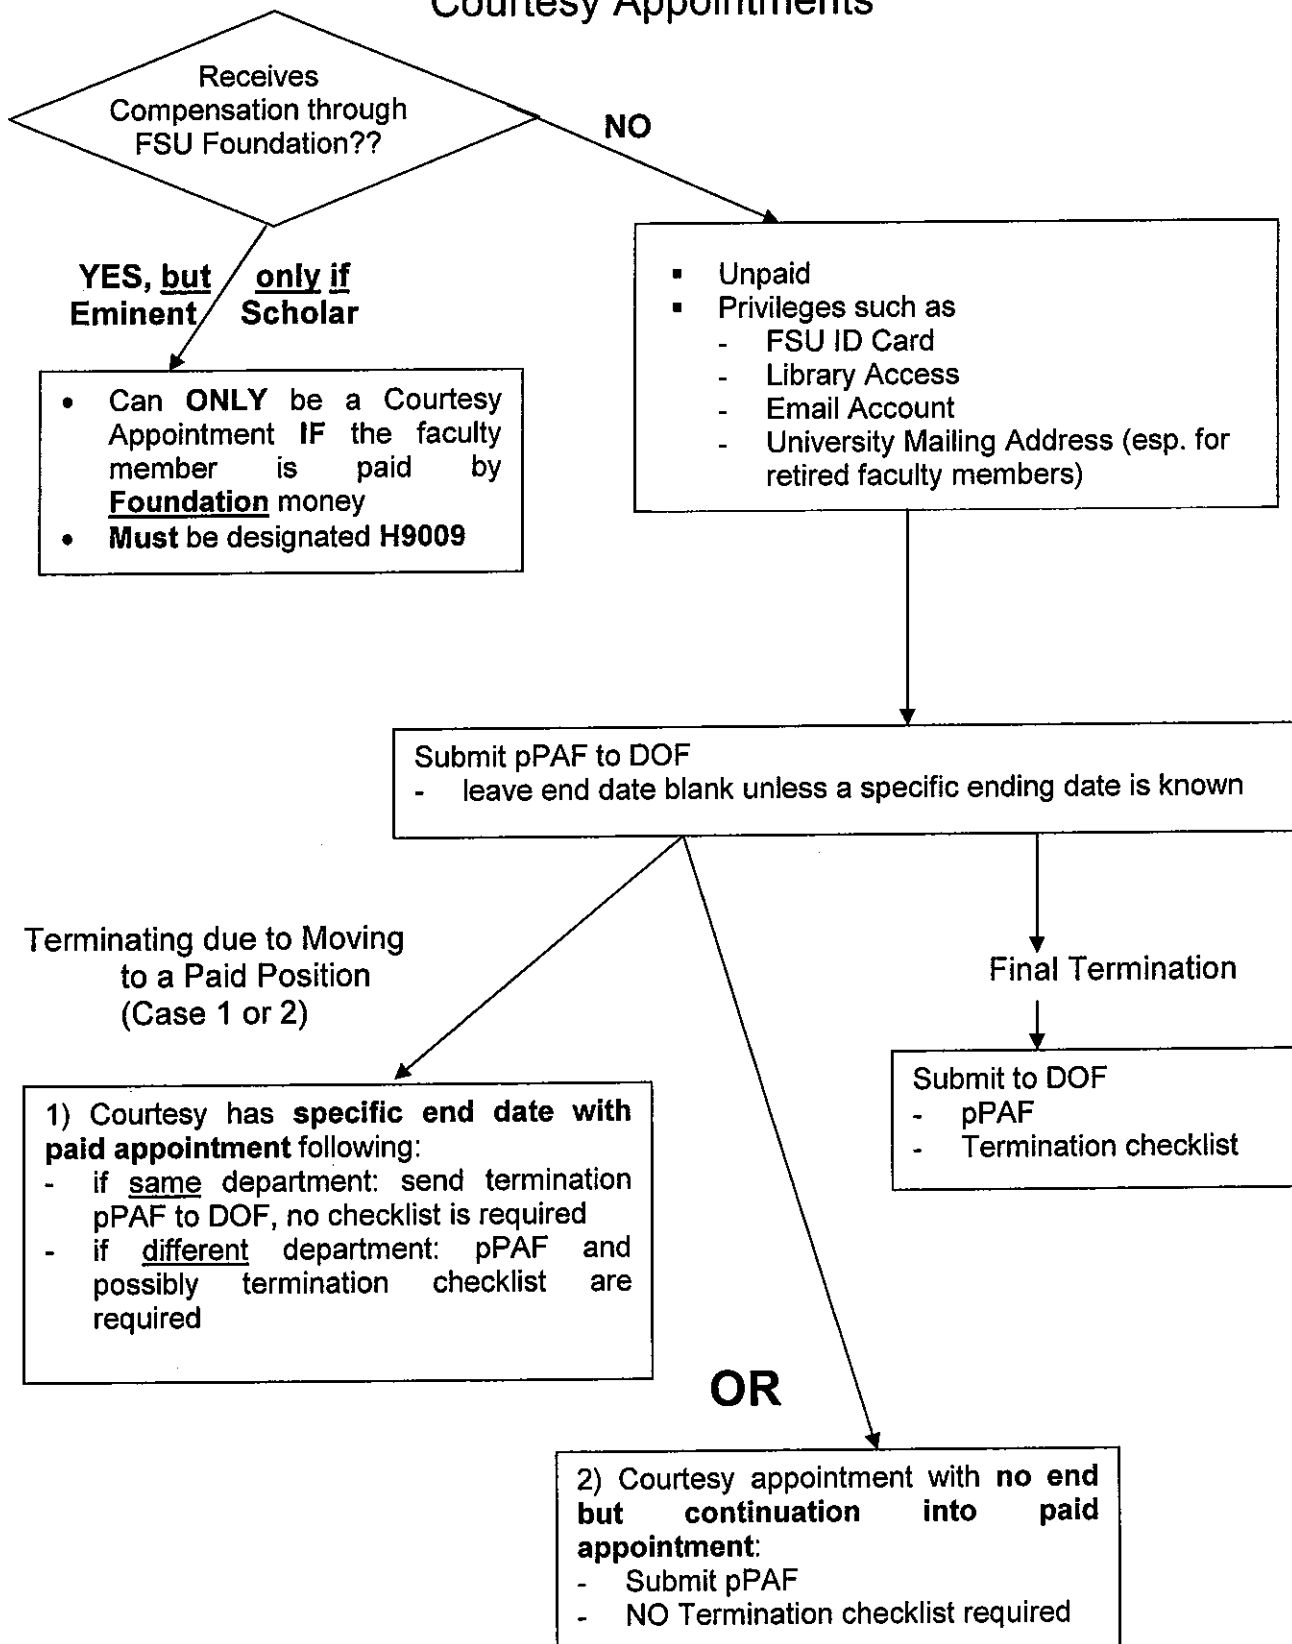 Courtesy Appointments
Receives
Compensation through
FSU Foundation??
NO
YES, but only if
Eminent Scholar
• Can ONLY be a Courtesy
Appointment IF the faculty
member is paid by
Foundation money
• Must be designated H9009
▪ Unpaid
▪ Privileges such as
- FSU ID Card
- Library Access
- Email Account
- University Mailing Address (esp. for
retired faculty members)
Submit pPAF to DOF
- leave end date blank unless a specific ending date is known
Terminating due to Moving
to a Paid Position
(Case 1 or 2)
Final Termination
1) Courtesy has specific end date with
paid appointment following:
- if same department: send termination
pPAF to DOF, no checklist is required
- if different department: pPAF and
possibly termination checklist are
required
Submit to DOF
- pPAF
- Termination checklist
OR
2) Courtesy appointment with no end
but continuation into paid
appointment:
- Submit pPAF
- NO Termination checklist required